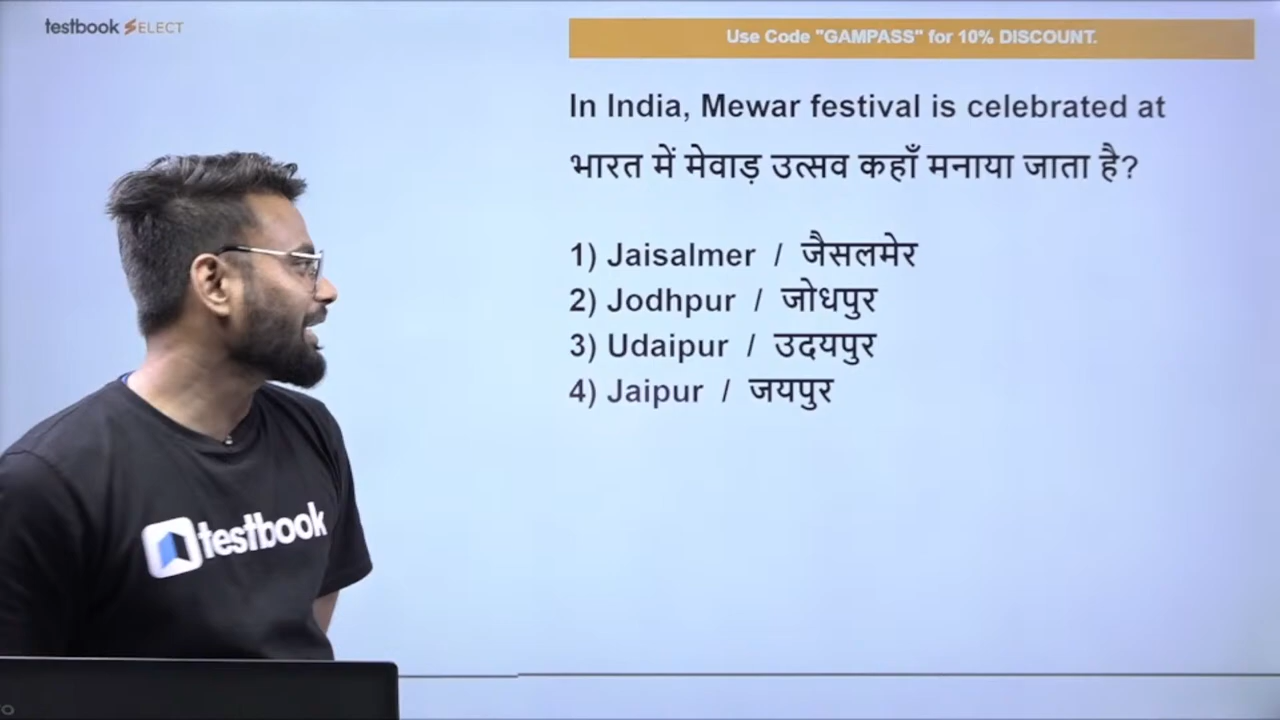 testbook SELECT
Use Code "GAMPASS" for 10% DISCOUNT.
In India, Mewar festival is celebrated at
भारत में मेवाड़ उत्सव कहाँ मनाया जाता है?
1) Jaisalmer / जैसलमेर
2) Jodhpur / जोधपुर
3) Udaipur / उदयपुर
4) Jaipur / जयपुर
testbook